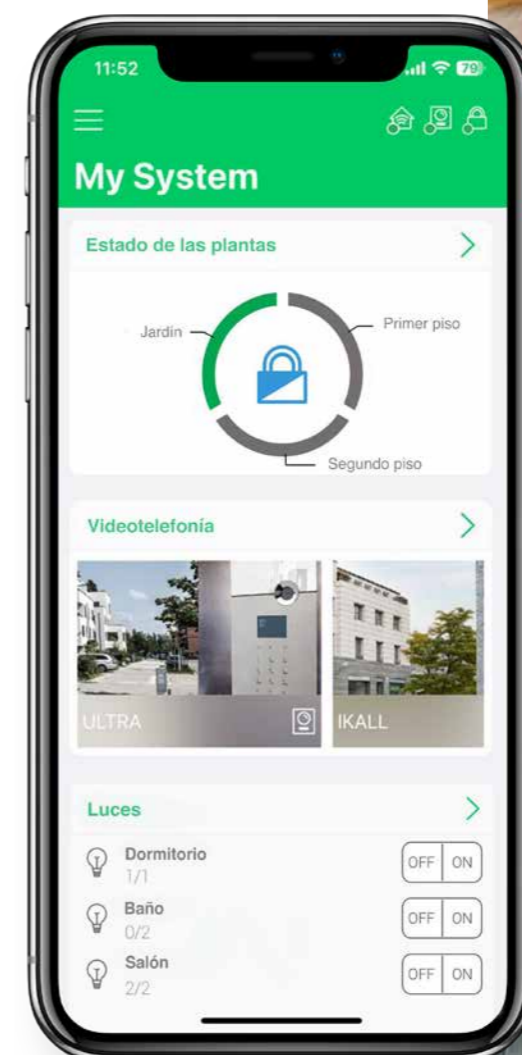 11:52
79
My System
Estado de las plantas
Jardín
Primer piso
Segundo piso
Videotelefonía
ULTRA
IKALL
Luces
Dormitorio
1/1
OFF ON
Baño
0/2
OFF ON
Salón
2/2
OFF ON